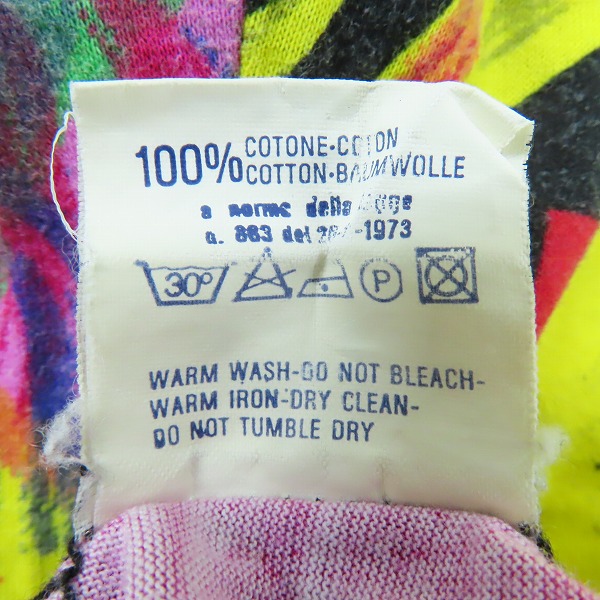 100% COTONE·COTON
COTTON·BAUMWOLLE
a norme della legge
n. 883 del -1973
30° P
WARM WASH-DO NOT BLEACH-
WARM IRON-DRY CLEAN-
DO NOT TUMBLE DRY